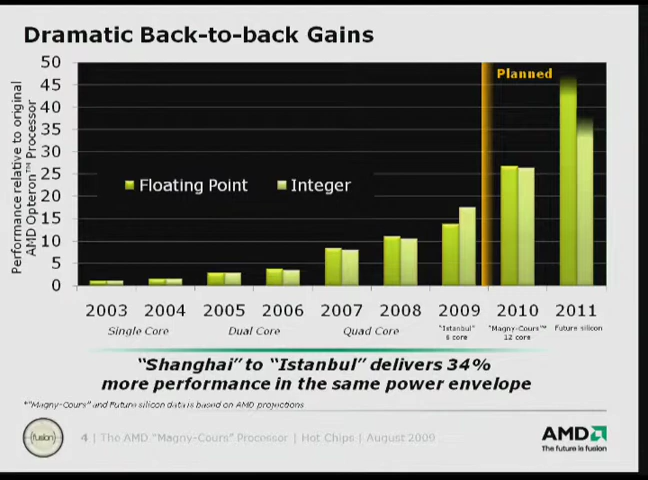 Dramatic Back-to-back Gains
Performance relative to original
AMD Opteron™ Processor
50
45
40
35
30
25
20
15
10
5
0
Planned
Floating Point Integer
2003 2004 2005 2006 2007 2008 2009 2010 2011
Single Core Dual Core Quad Core "Istanbul" "Magny-Cours™" Future silicon
6 core 12 core
"Shanghai" to "Istanbul" delivers 34%
more performance in the same power envelope
*"Magny-Cours" and Future silicon data is based on AMD projections
fusion 4 | The AMD "Magny-Cours" Processor | Hot Chips | August 2009
AMD
The future is fusion